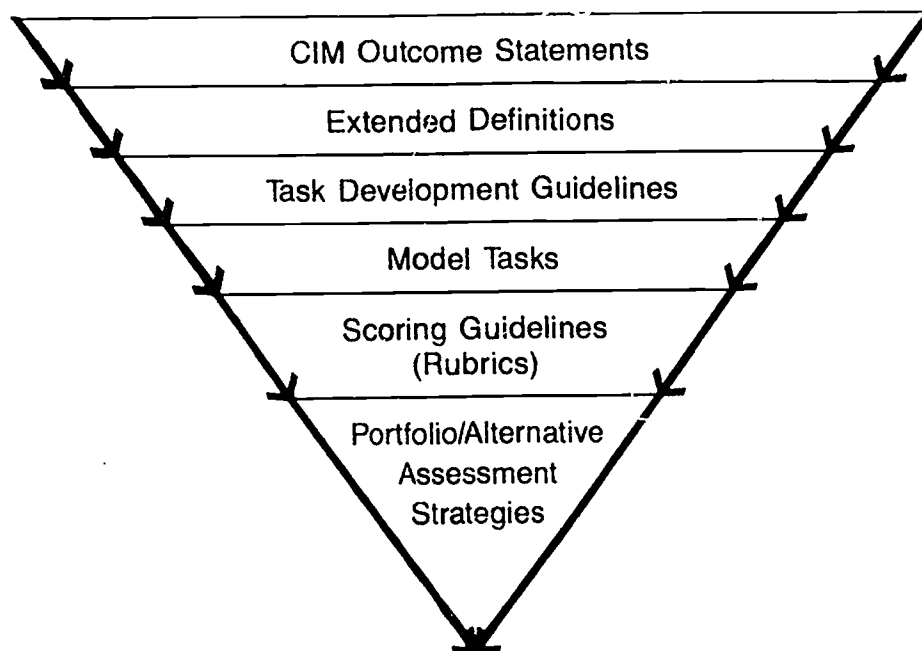 CIM Outcome Statements
Extended Definitions
Task Development Guidelines
Model Tasks
Scoring Guidelines
(Rubrics)
Portfolio/Alternative
Assessment
Strategies